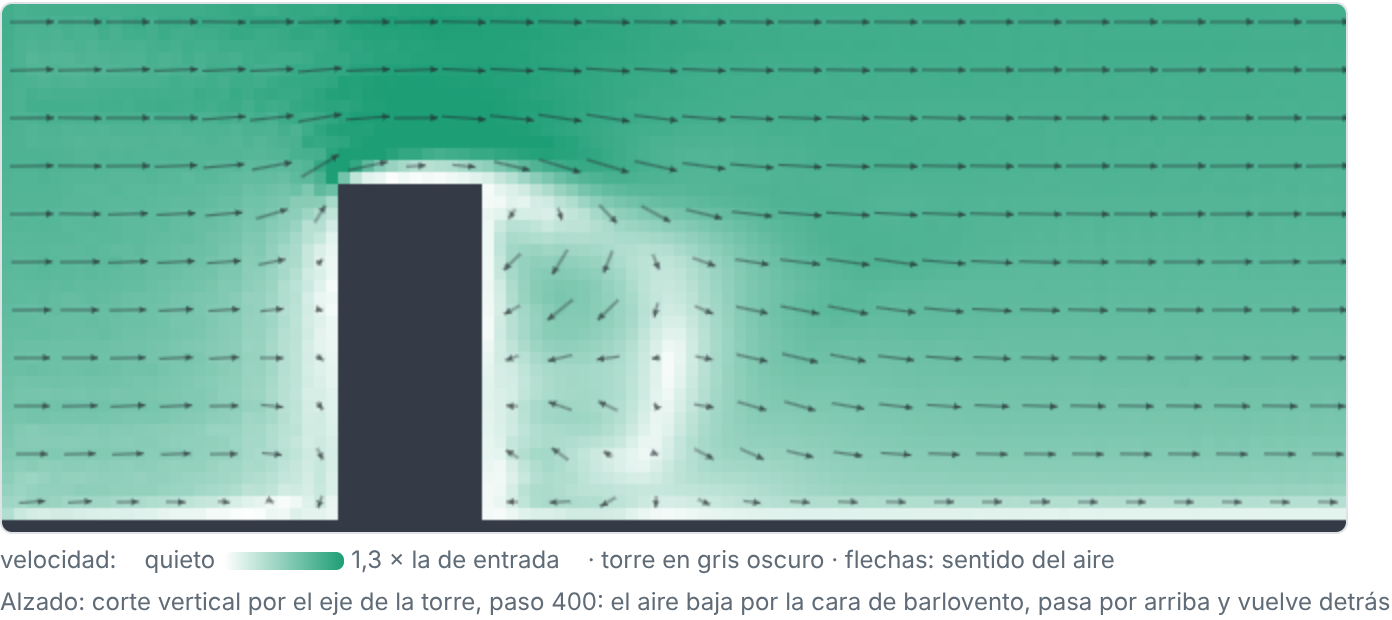 velocidad: quieto 1,3 × la de entrada · torre en gris oscuro · flechas: sentido del aire
Alzado: corte vertical por el eje de la torre, paso 400: el aire baja por la cara de barlovento, pasa por arriba y vuelve detrás